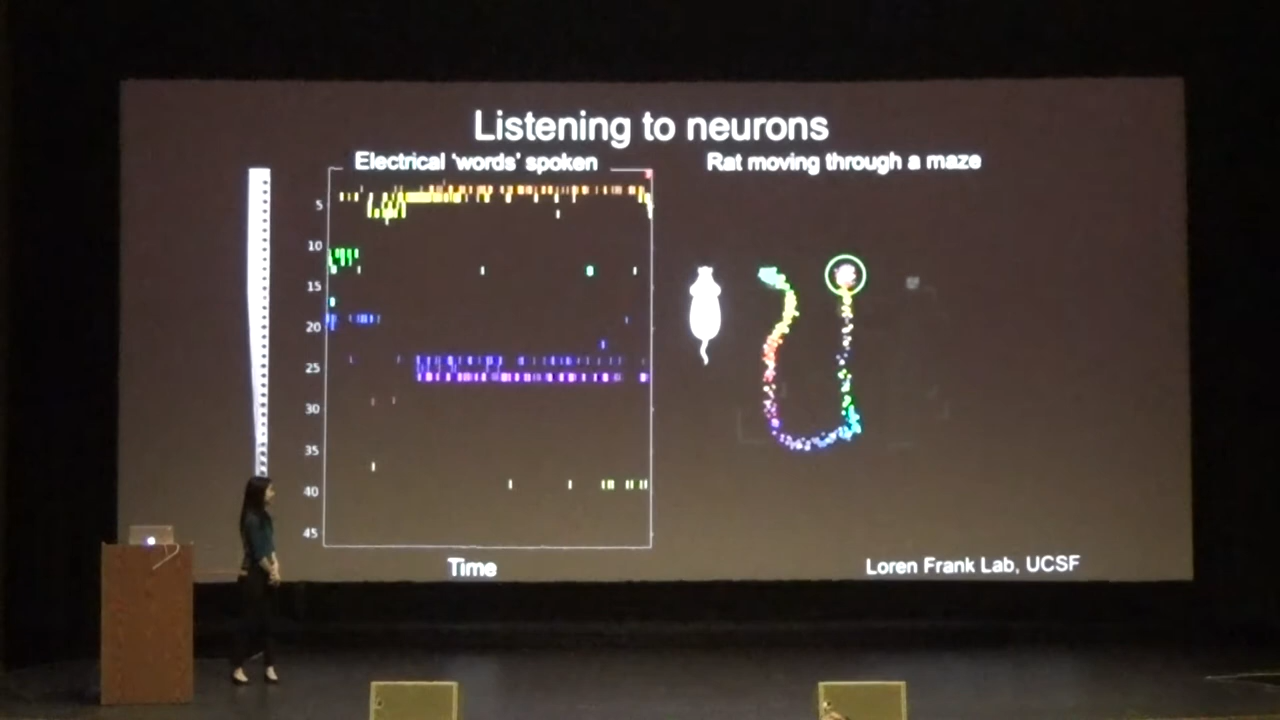 Listening to neurons
Electrical 'words' spoken
Rat moving through a maze
5
10
15
20
25
30
35
40
45
Time
Loren Frank Lab, UCSF